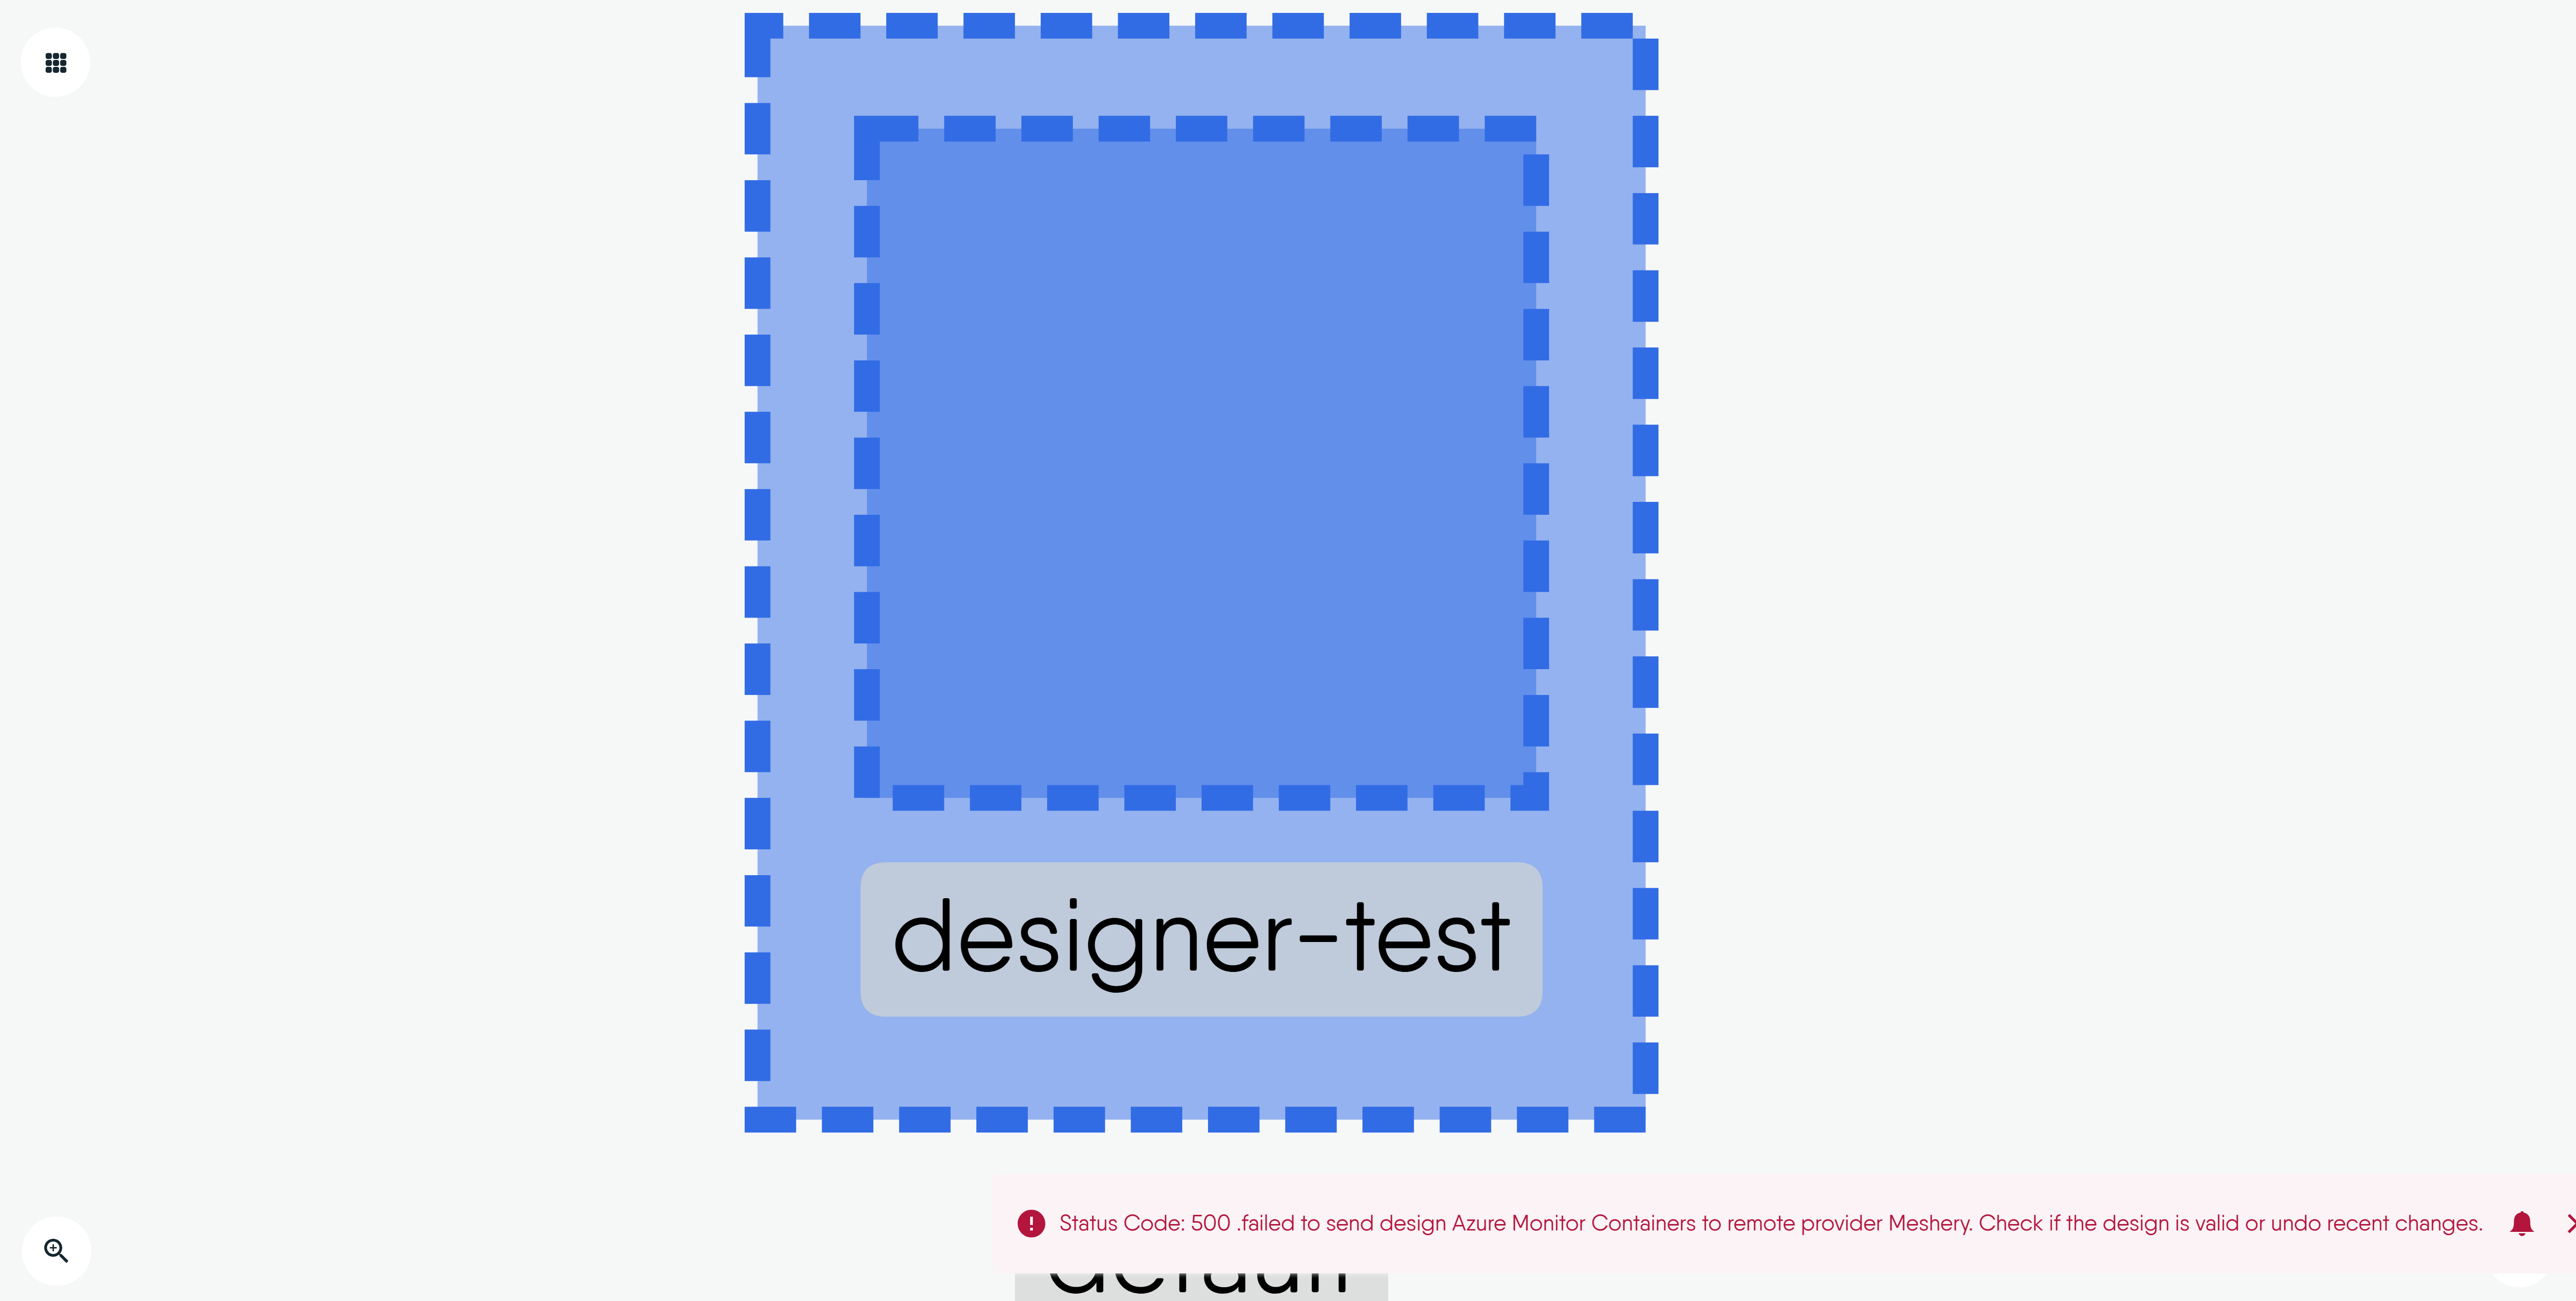 designer-test
Status Code: 500 .failed to send design Azure Monitor Containers to remote provider Meshery. Check if the design is valid or undo recent changes.
default